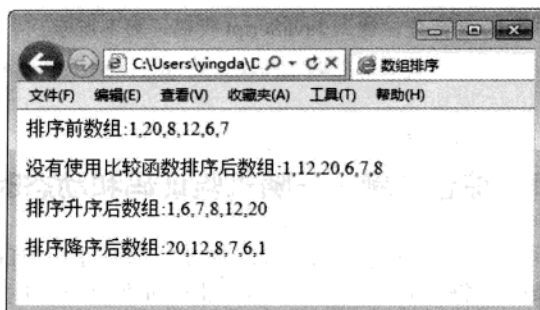 C:\Users\yingda\D
数组排序
文件(F) 编辑(E) 查看(V) 收藏夹(A) 工具(T) 帮助(H)
排序前数组:1,20,8,12,6,7
没有使用比较函数排序后数组:1,12,20,6,7,8
排序升序后数组:1,6,7,8,12,20
排序降序后数组:20,12,8,7,6,1